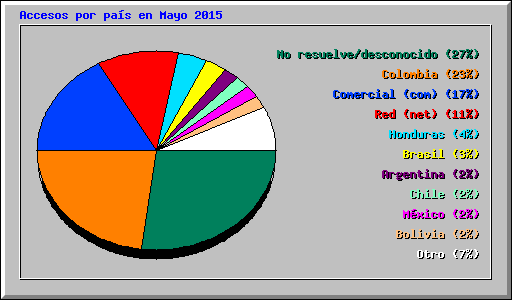 Accesos por país en Mayo 2015
No resuelve/desconocido (27%)
Colombia (23%)
Comercial (com) (17%)
Red (net) (11%)
Honduras (4%)
Brasil (3%)
Argentina (2%)
Chile (2%)
México (2%)
Bolivia (2%)
Otro (7%)